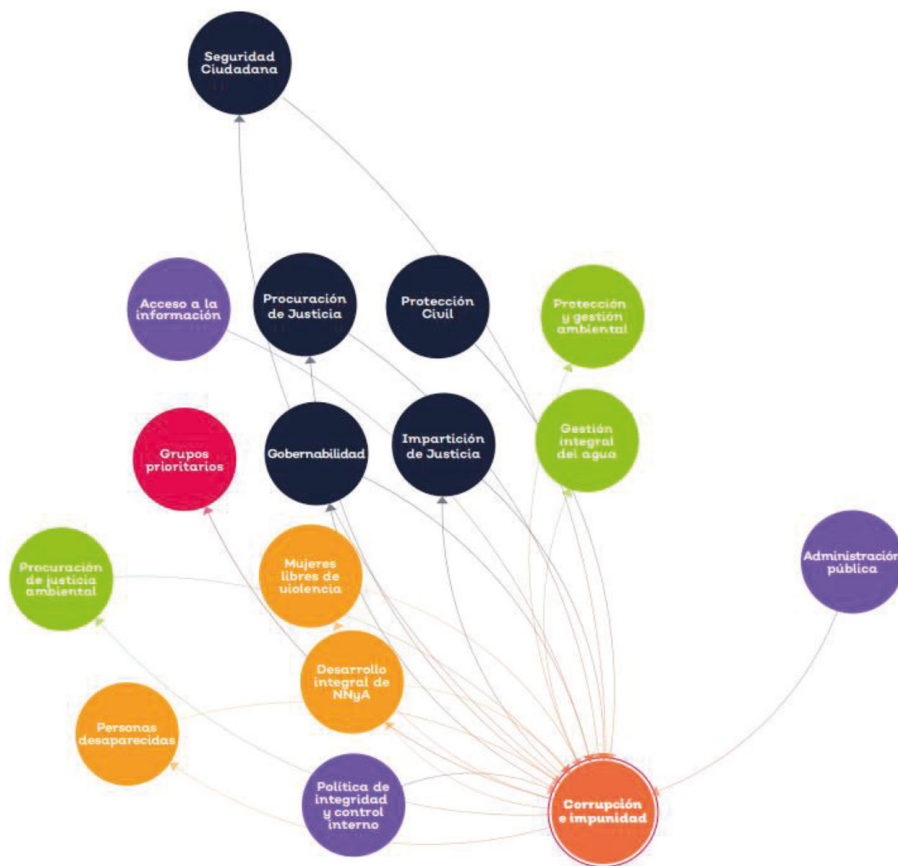 Seguridad
Ciudadana
Acceso a la
información
Procuración
de Justicia
Protección
Civil
Protección
y gestión
ambiental
Grupos
prioritarios
Gobernabilidad
Impartición
de Justicia
Gestión
integral
del agua
Procuración
de justicia
ambiental
Mujeres
libres de
violencia
Administración
pública
Desarrollo
integral de
NNyA
Personas
desaparecidas
Política de
integridad
y control
interno
Corrupción
e impunidad